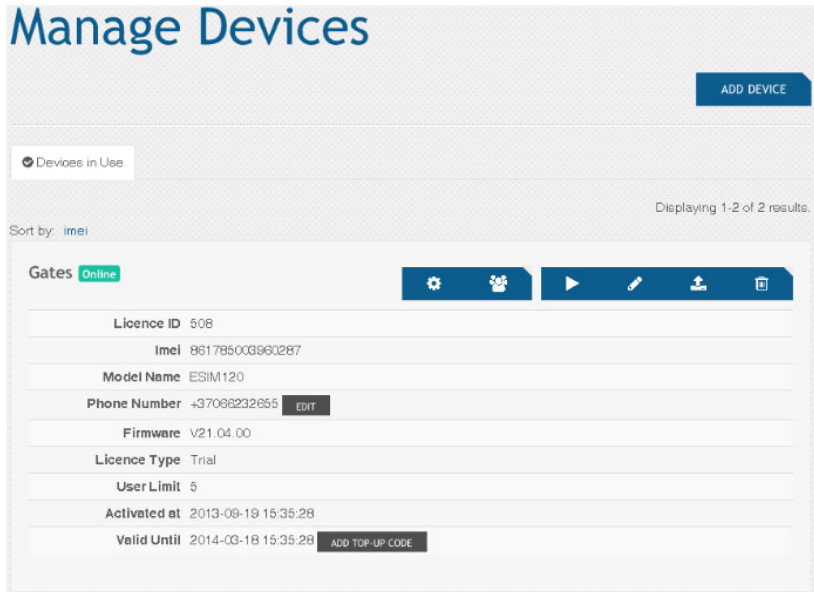 Manage Devices
ADD DEVICE
Devices in Use
Displaying 1-2 of 2 results.
Sort by: imei
Gates Online
Licence ID 508
Imei 861785003960287
Model Name ESIM120
Phone Number +37066232655 EDIT
Firmware V21.04.00
Licence Type Trial
User Limit 5
Activated at 2013-09-19 15:35:28
Valid Until 2014-03-18 15:35:28 ADD TOP-UP CODE